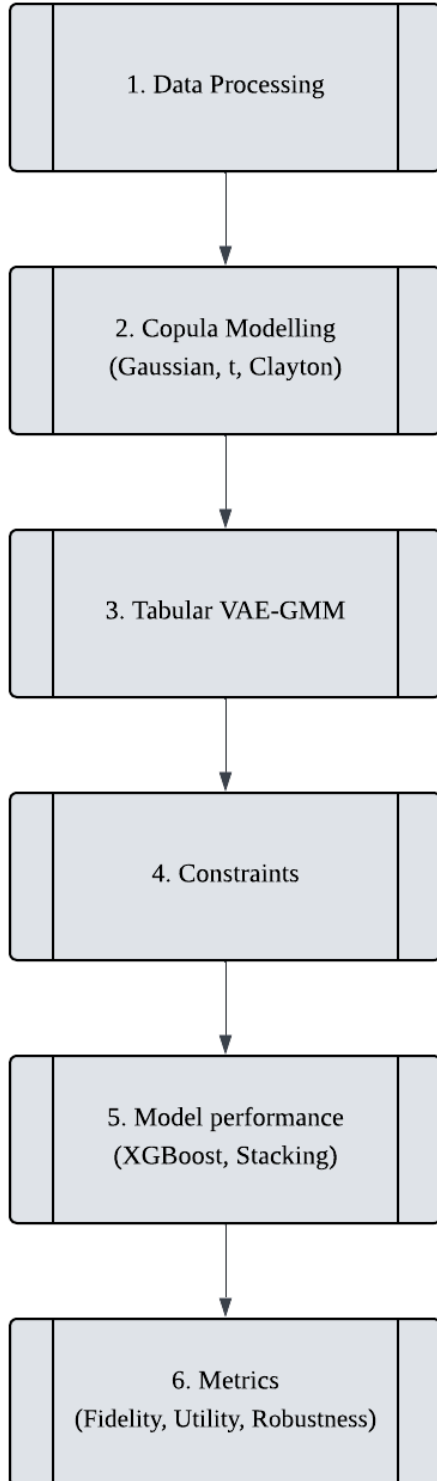 1. Data Processing
2. Copula Modelling
(Gaussian, t, Clayton)
3. Tabular VAE-GMM
4. Constraints
5. Model performance
(XGBoost, Stacking)
6. Metrics
(Fidelity, Utility, Robustness)